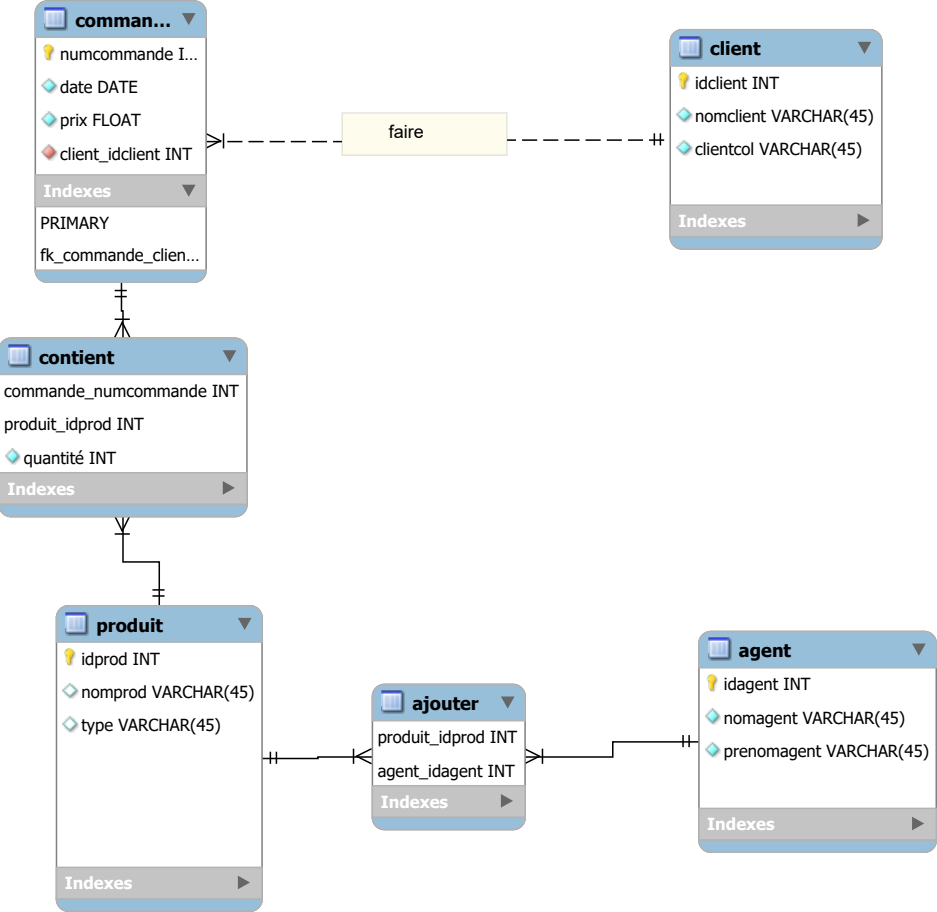 comman...
numcommande I...
date DATE
prix FLOAT
client_idclient INT
Indexes
PRIMARY
fk_commande_clien...
faire
client
idclient INT
nomclient VARCHAR(45)
clientcol VARCHAR(45)
Indexes
contient
commande_numcommande INT
produit_idprod INT
quantité INT
Indexes
produit
idprod INT
nomprod VARCHAR(45)
type VARCHAR(45)
Indexes
ajouter
produit_idprod INT
agent_idagent INT
Indexes
agent
idagent INT
nomagent VARCHAR(45)
prenomagent VARCHAR(45)
Indexes